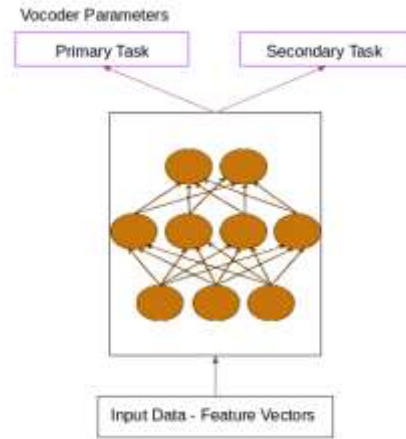 Vocoder Parameters
Primary Task
Secondary Task
Input Data - Feature Vectors